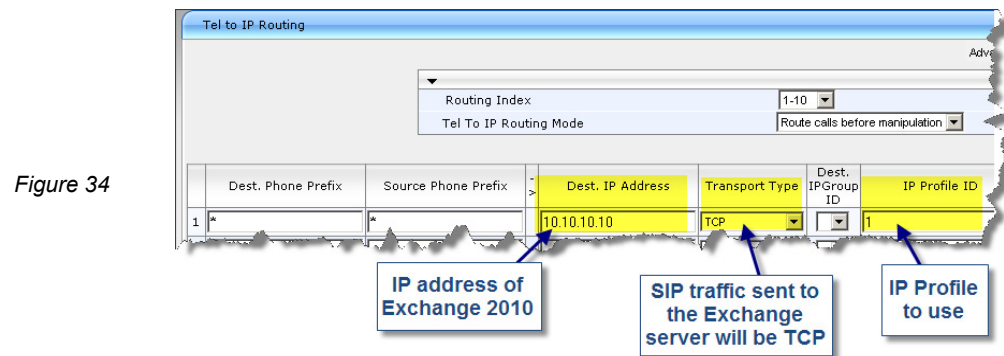 Tel to IP Routing
Routing Index
1-10
Tel To IP Routing Mode
Route calls before manipulation
Figure 34
Dest. Phone Prefix
Source Phone Prefix
- >
Dest. IP Address
Transport Type
Dest. IPGroup ID
IP Profile ID
1
*
*
10.10.10.10
TCP
1
IP address of
Exchange 2010
SIP traffic sent to
the Exchange
server will be TCP
IP Profile
to use